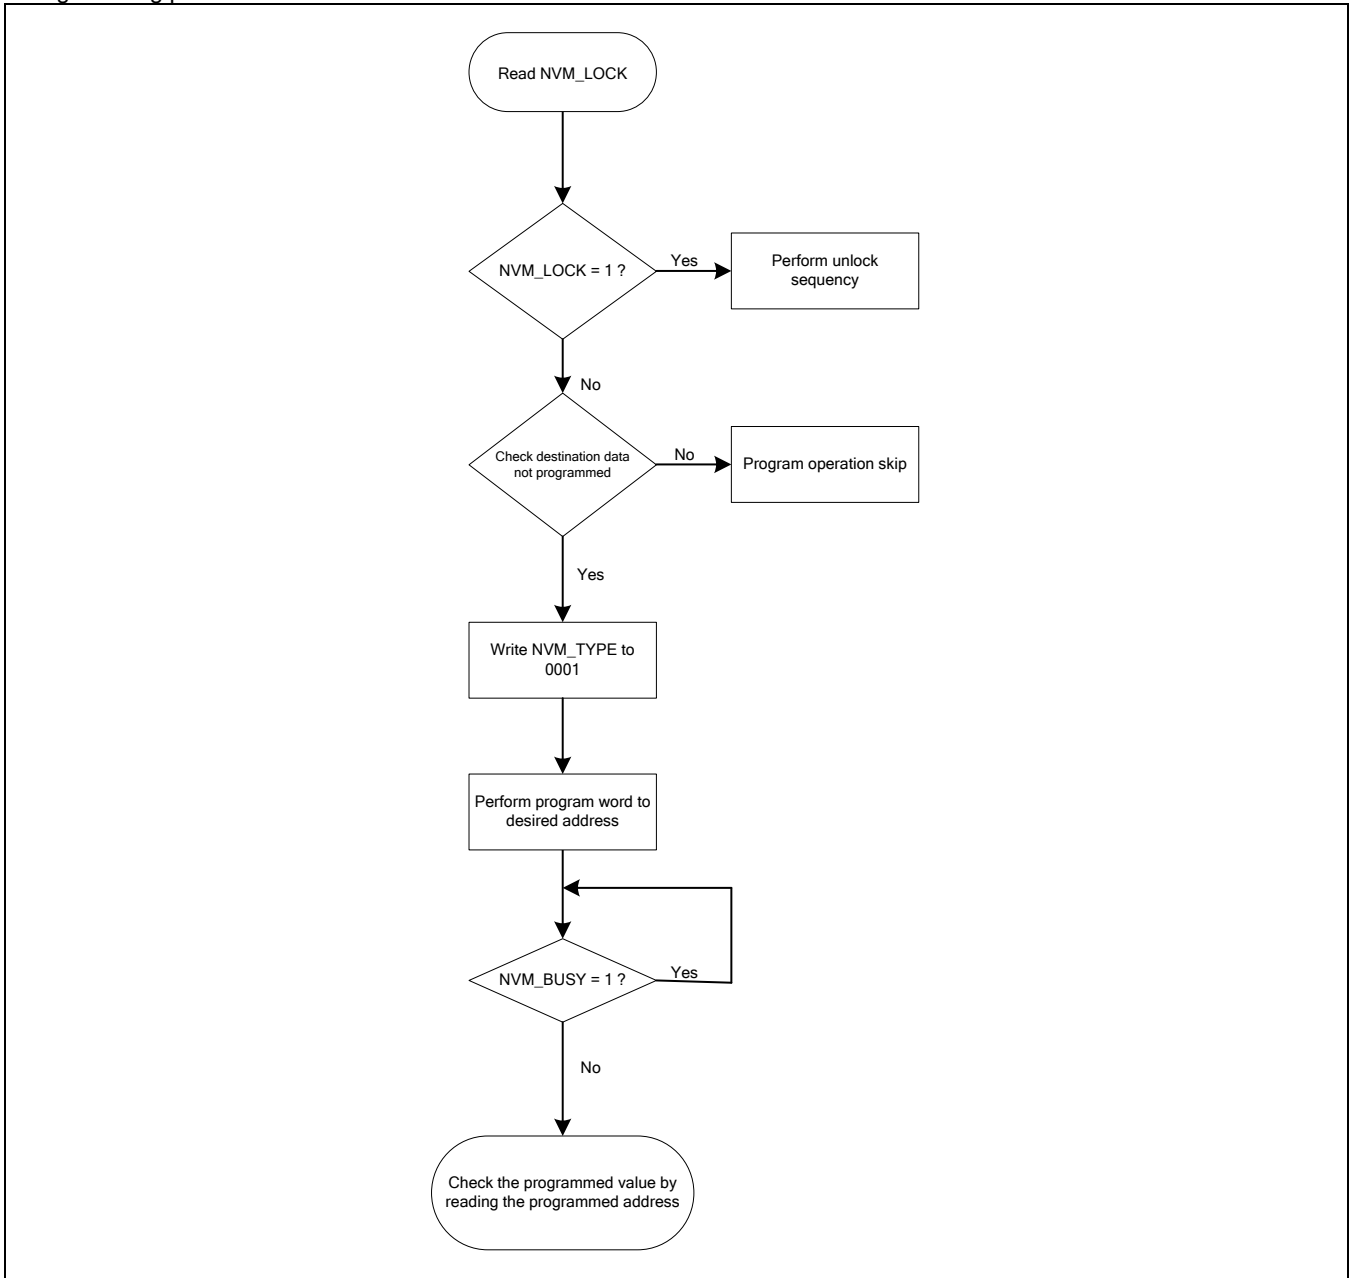 Read NVM_LOCK
NVM_LOCK = 1 ?
Yes
Perform unlock
sequency
No
Check destination data
not programmed
No
Program operation skip
Yes
Write NVM_TYPE to
0001
Perform program word to
desired address
NVM_BUSY = 1 ?
Yes
No
Check the programmed value by
reading the programmed address